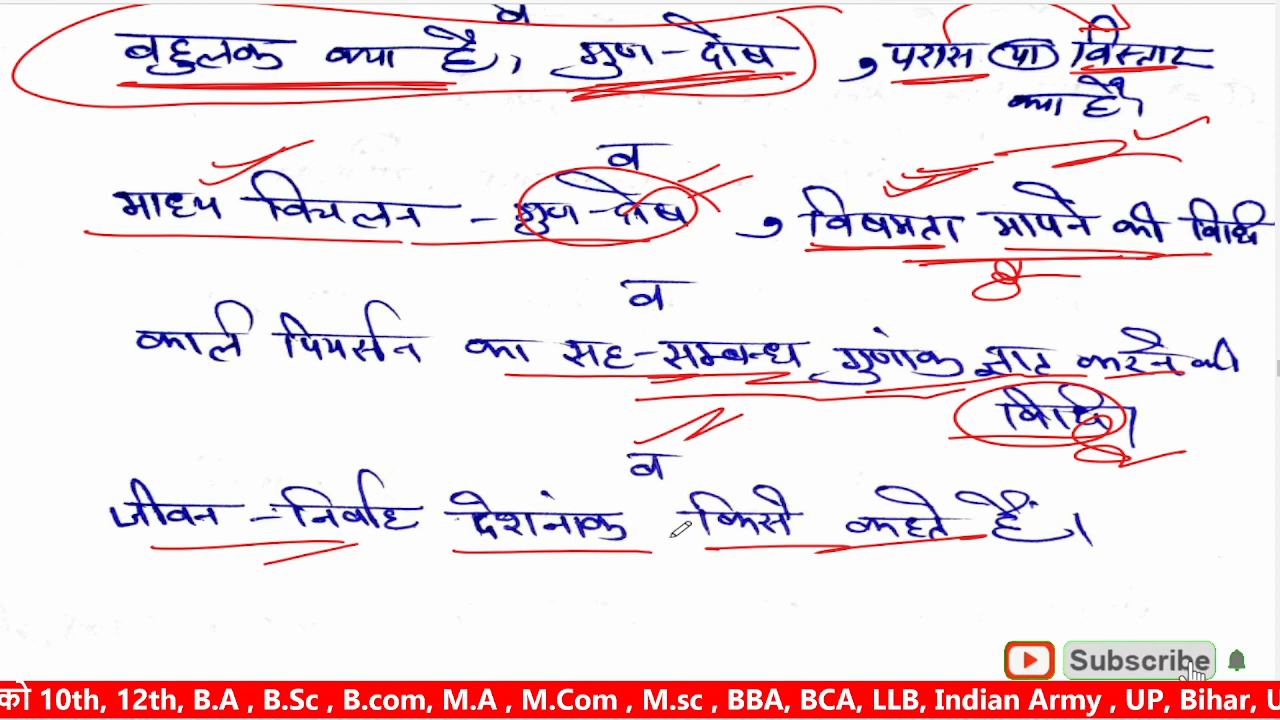 व
बहुलक क्या है, गुण-दोष, परास या विस्तार
क्या है।
व
माध्य विचलन - गुण-दोष, विषमता मापने की विधि
व
कार्ल पियर्सन का सह-सम्बन्ध गुणांक ज्ञात करने की
विधि।
व
जीवन-निर्वाह देशनांक किसे कहते हैं।
Subscribe
को 10th, 12th, B.A , B.Sc , B.com, M.A , M.Com , M.sc , BBA, BCA, LLB, Indian Army , UP, Bihar, U